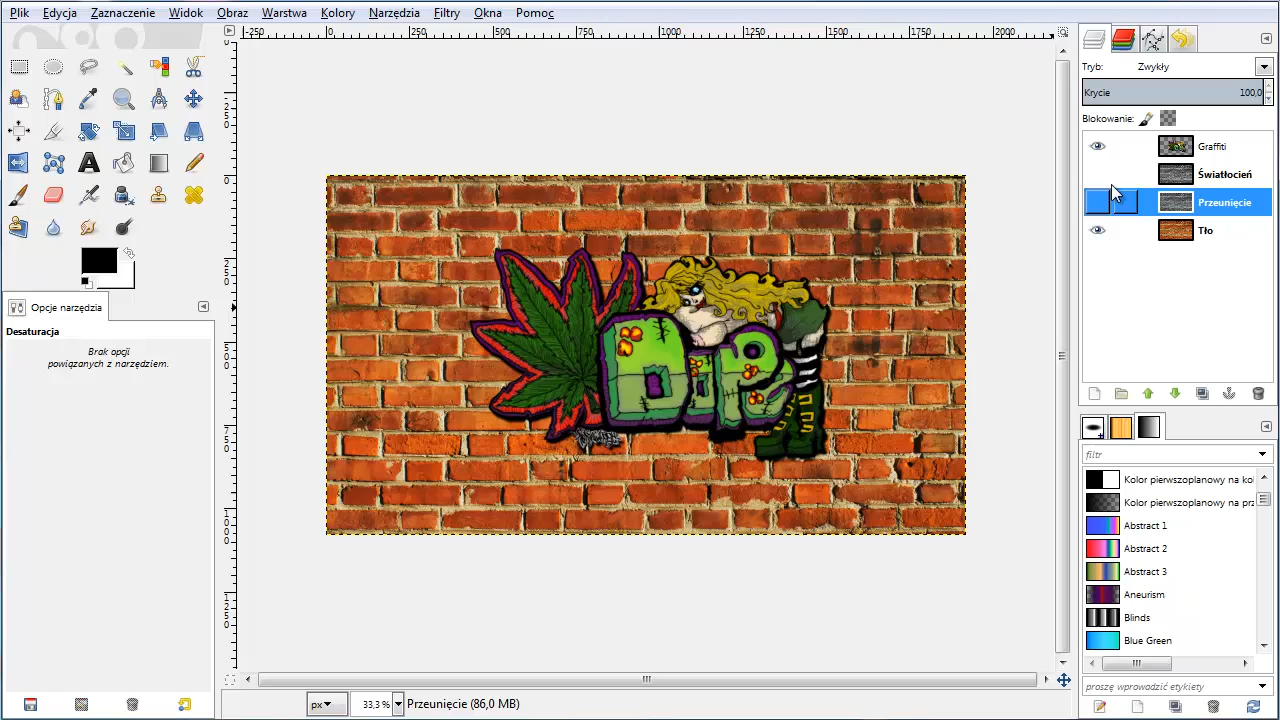 Plik Edycja Zaznaczenie Widok Obraz Warstwa Kolory Narzędzia Filtry Okna Pomoc
-250 0 250 500 750 1000 1250 1500 1750 2000
Tryb: Zwykły
Krycie 100,0
Blokowanie:
Graffiti
Światłocień
Przeunięcie
Tło
Opcje narzędzia
Desaturacja
Brak opcji
powiązanych z narzędziem.
filtr
Kolor pierwszoplanowy na ko
Kolor pierwszoplanowy na prz
Abstract 1
Abstract 2
Abstract 3
Aneurism
Blinds
Blue Green
proszę wprowadzić etykiety
px 33,3 % Przeunięcie (86,0 MB)